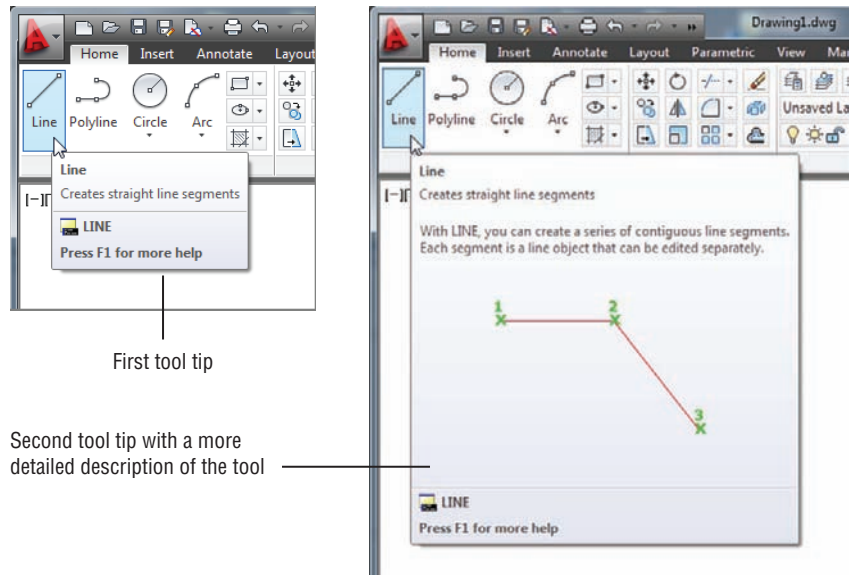 Home Insert Annotate Layout
Line Polyline Circle Arc
Line
Creates straight line segments
LINE
Press F1 for more help
First tool tip
Second tool tip with a more
detailed description of the tool
Drawing1.dwg
Home Insert Annotate Layout Parametric View
Line Polyline Circle Arc
Unsaved
Line
Creates straight line segments
With LINE, you can create a series of contiguous line segments.
Each segment is a line object that can be edited separately.
1 2
3
LINE
Press F1 for more help